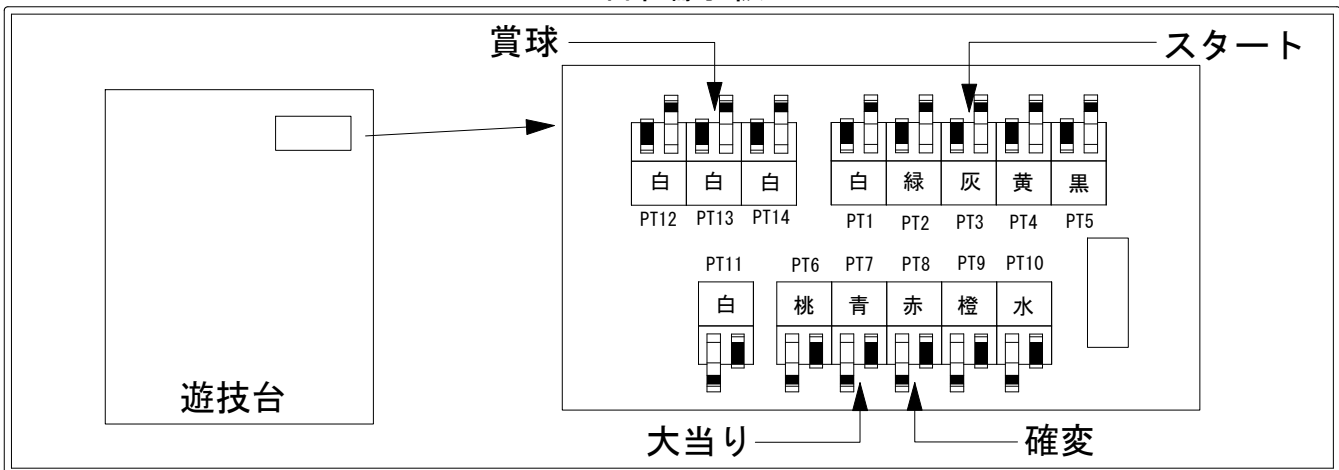 賞球
スタート
白 白 白 白 緑 灰 黄 黒
PT12 PT13 PT14 PT1 PT2 PT3 PT4 PT5
PT11 PT6 PT7 PT8 PT9 PT10
白 桃 青 赤 橙 水
遊技台
大当り
確変